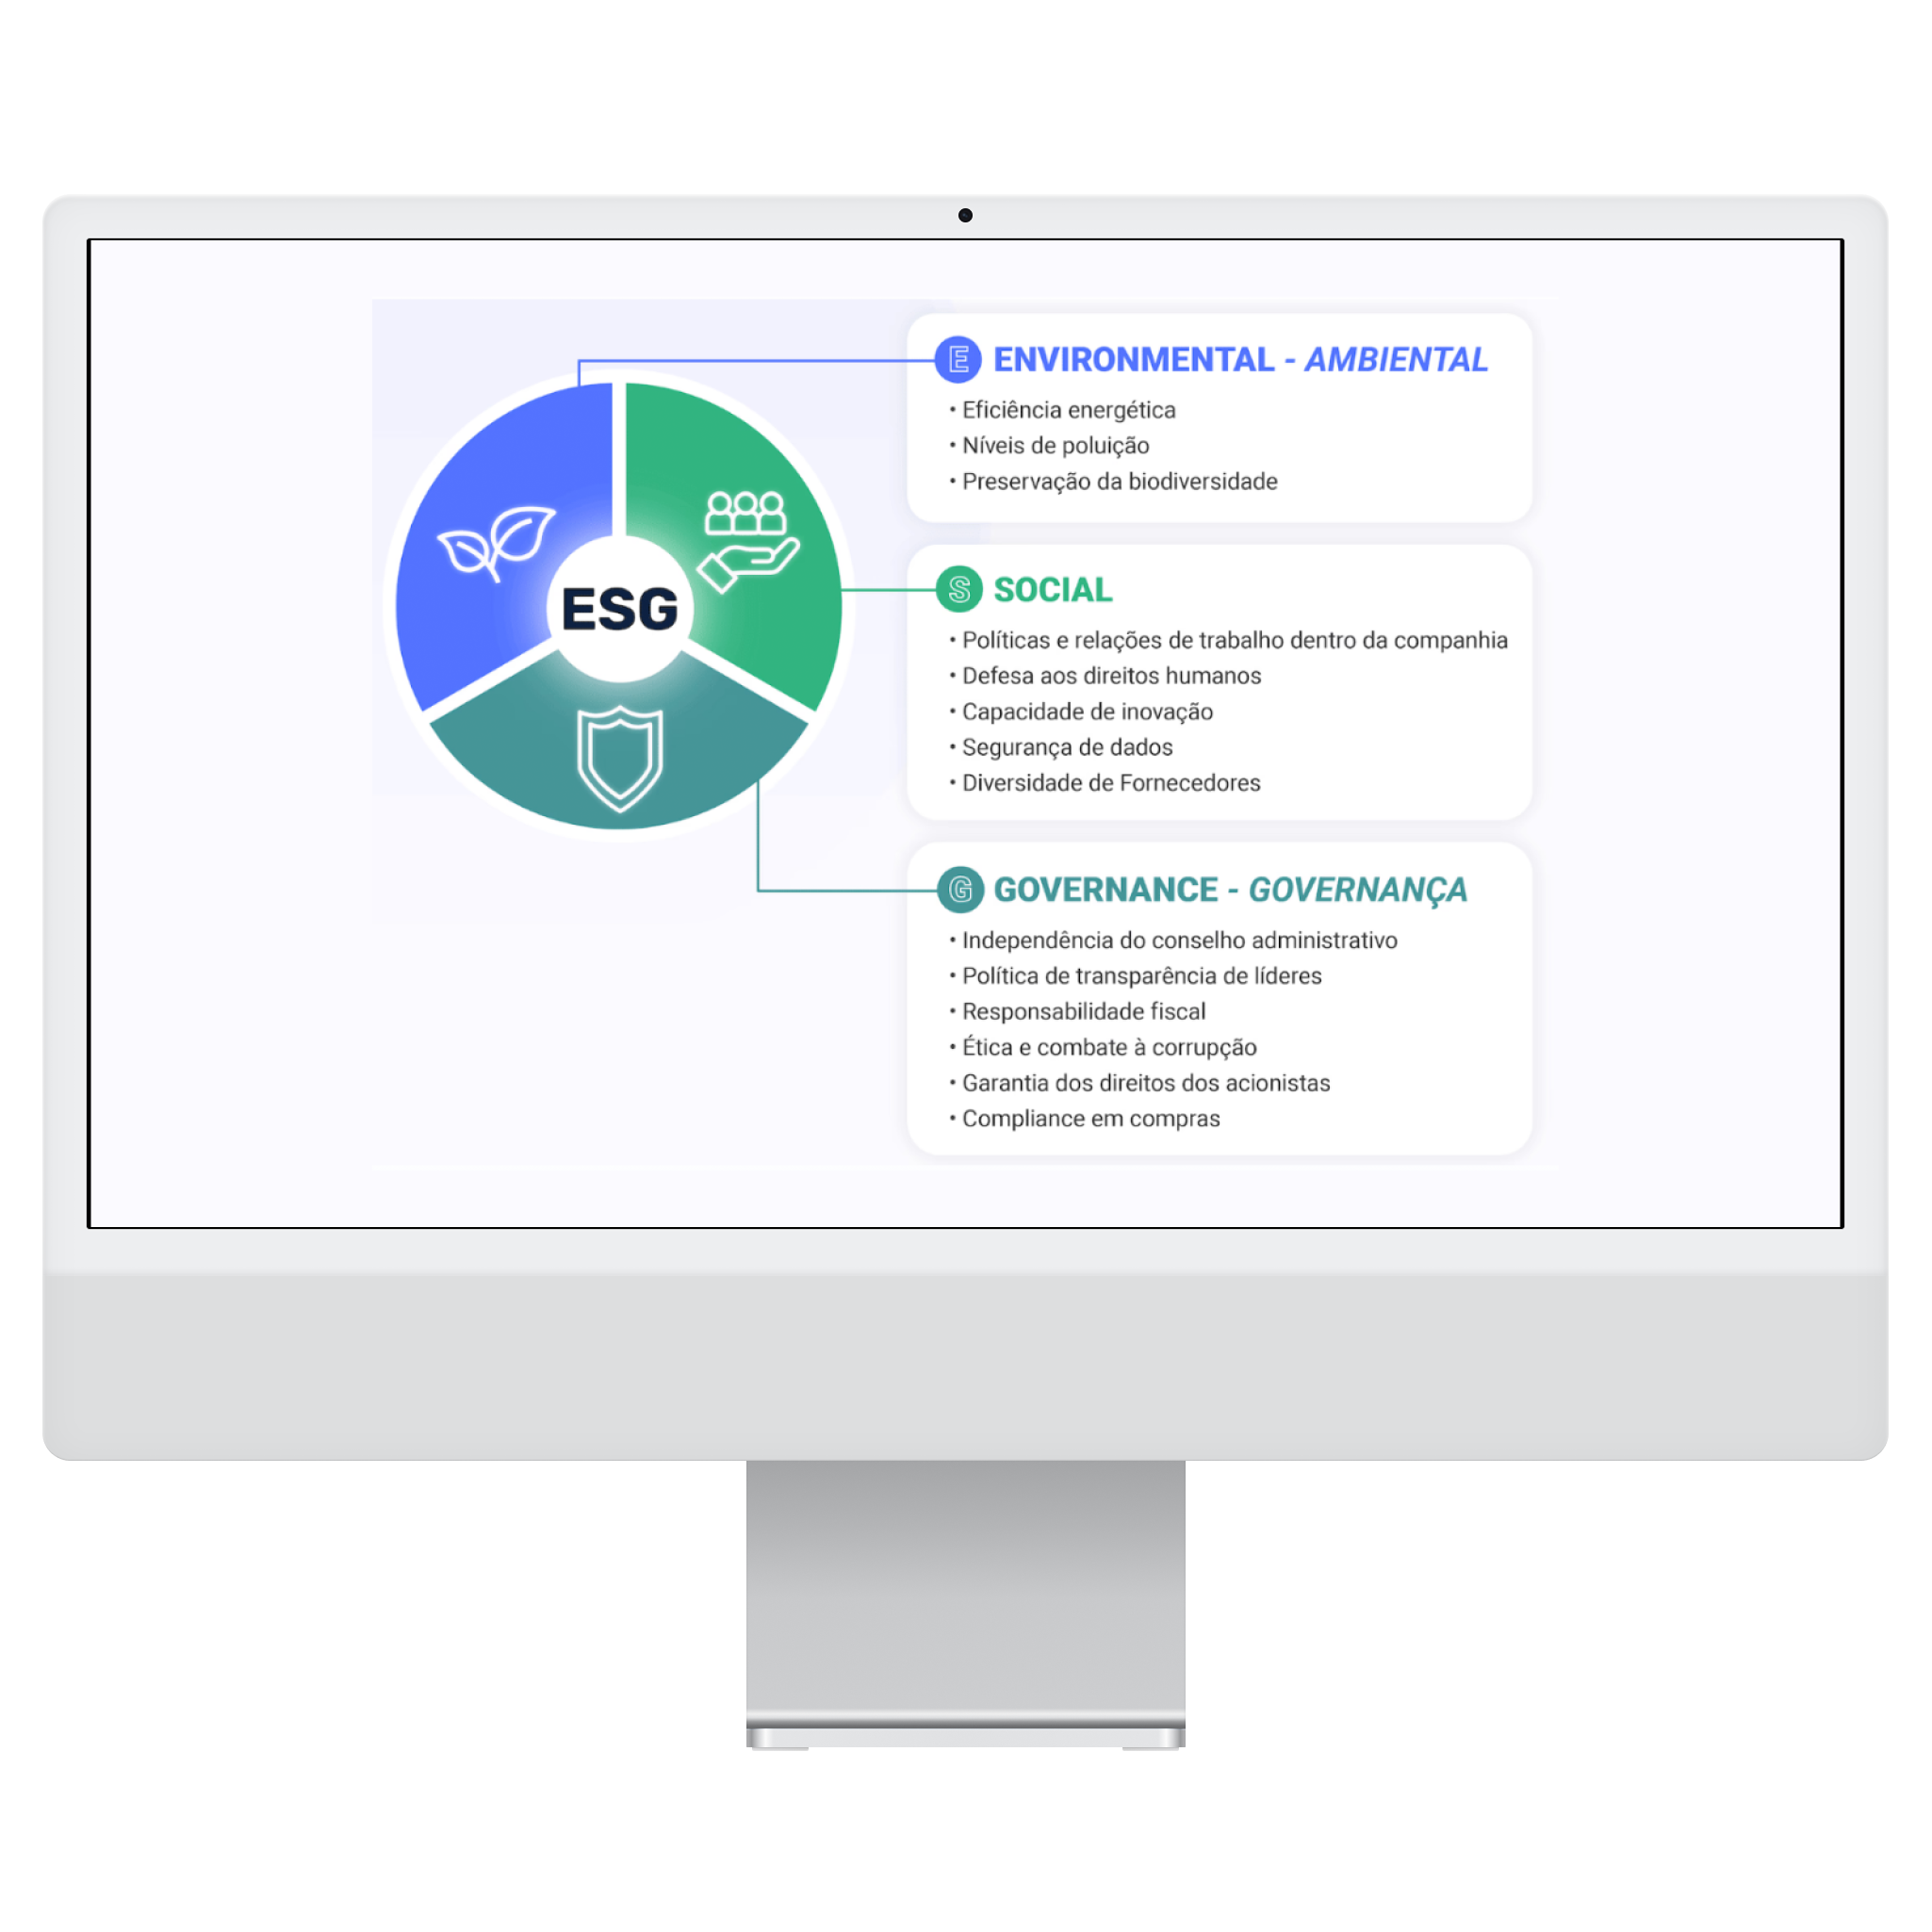 ESG
E ENVIRONMENTAL - AMBIENTAL
• Eficiência energética
• Níveis de poluição
• Preservação da biodiversidade
S SOCIAL
• Políticas e relações de trabalho dentro da companhia
• Defesa aos direitos humanos
• Capacidade de inovação
• Segurança de dados
• Diversidade de Fornecedores
G GOVERNANCE - GOVERNANÇA
• Independência do conselho administrativo
• Política de transparência de líderes
• Responsabilidade fiscal
• Ética e combate à corrupção
• Garantia dos direitos dos acionistas
• Compliance em compras